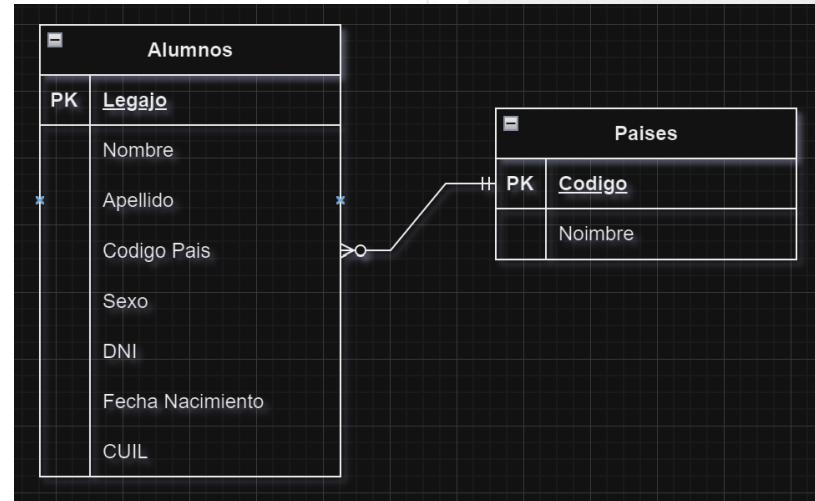 Alumnos
PK Legajo
Nombre
Apellido
Codigo Pais
Sexo
DNI
Fecha Nacimiento
CUIL
Paises
PK Codigo
Noimbre